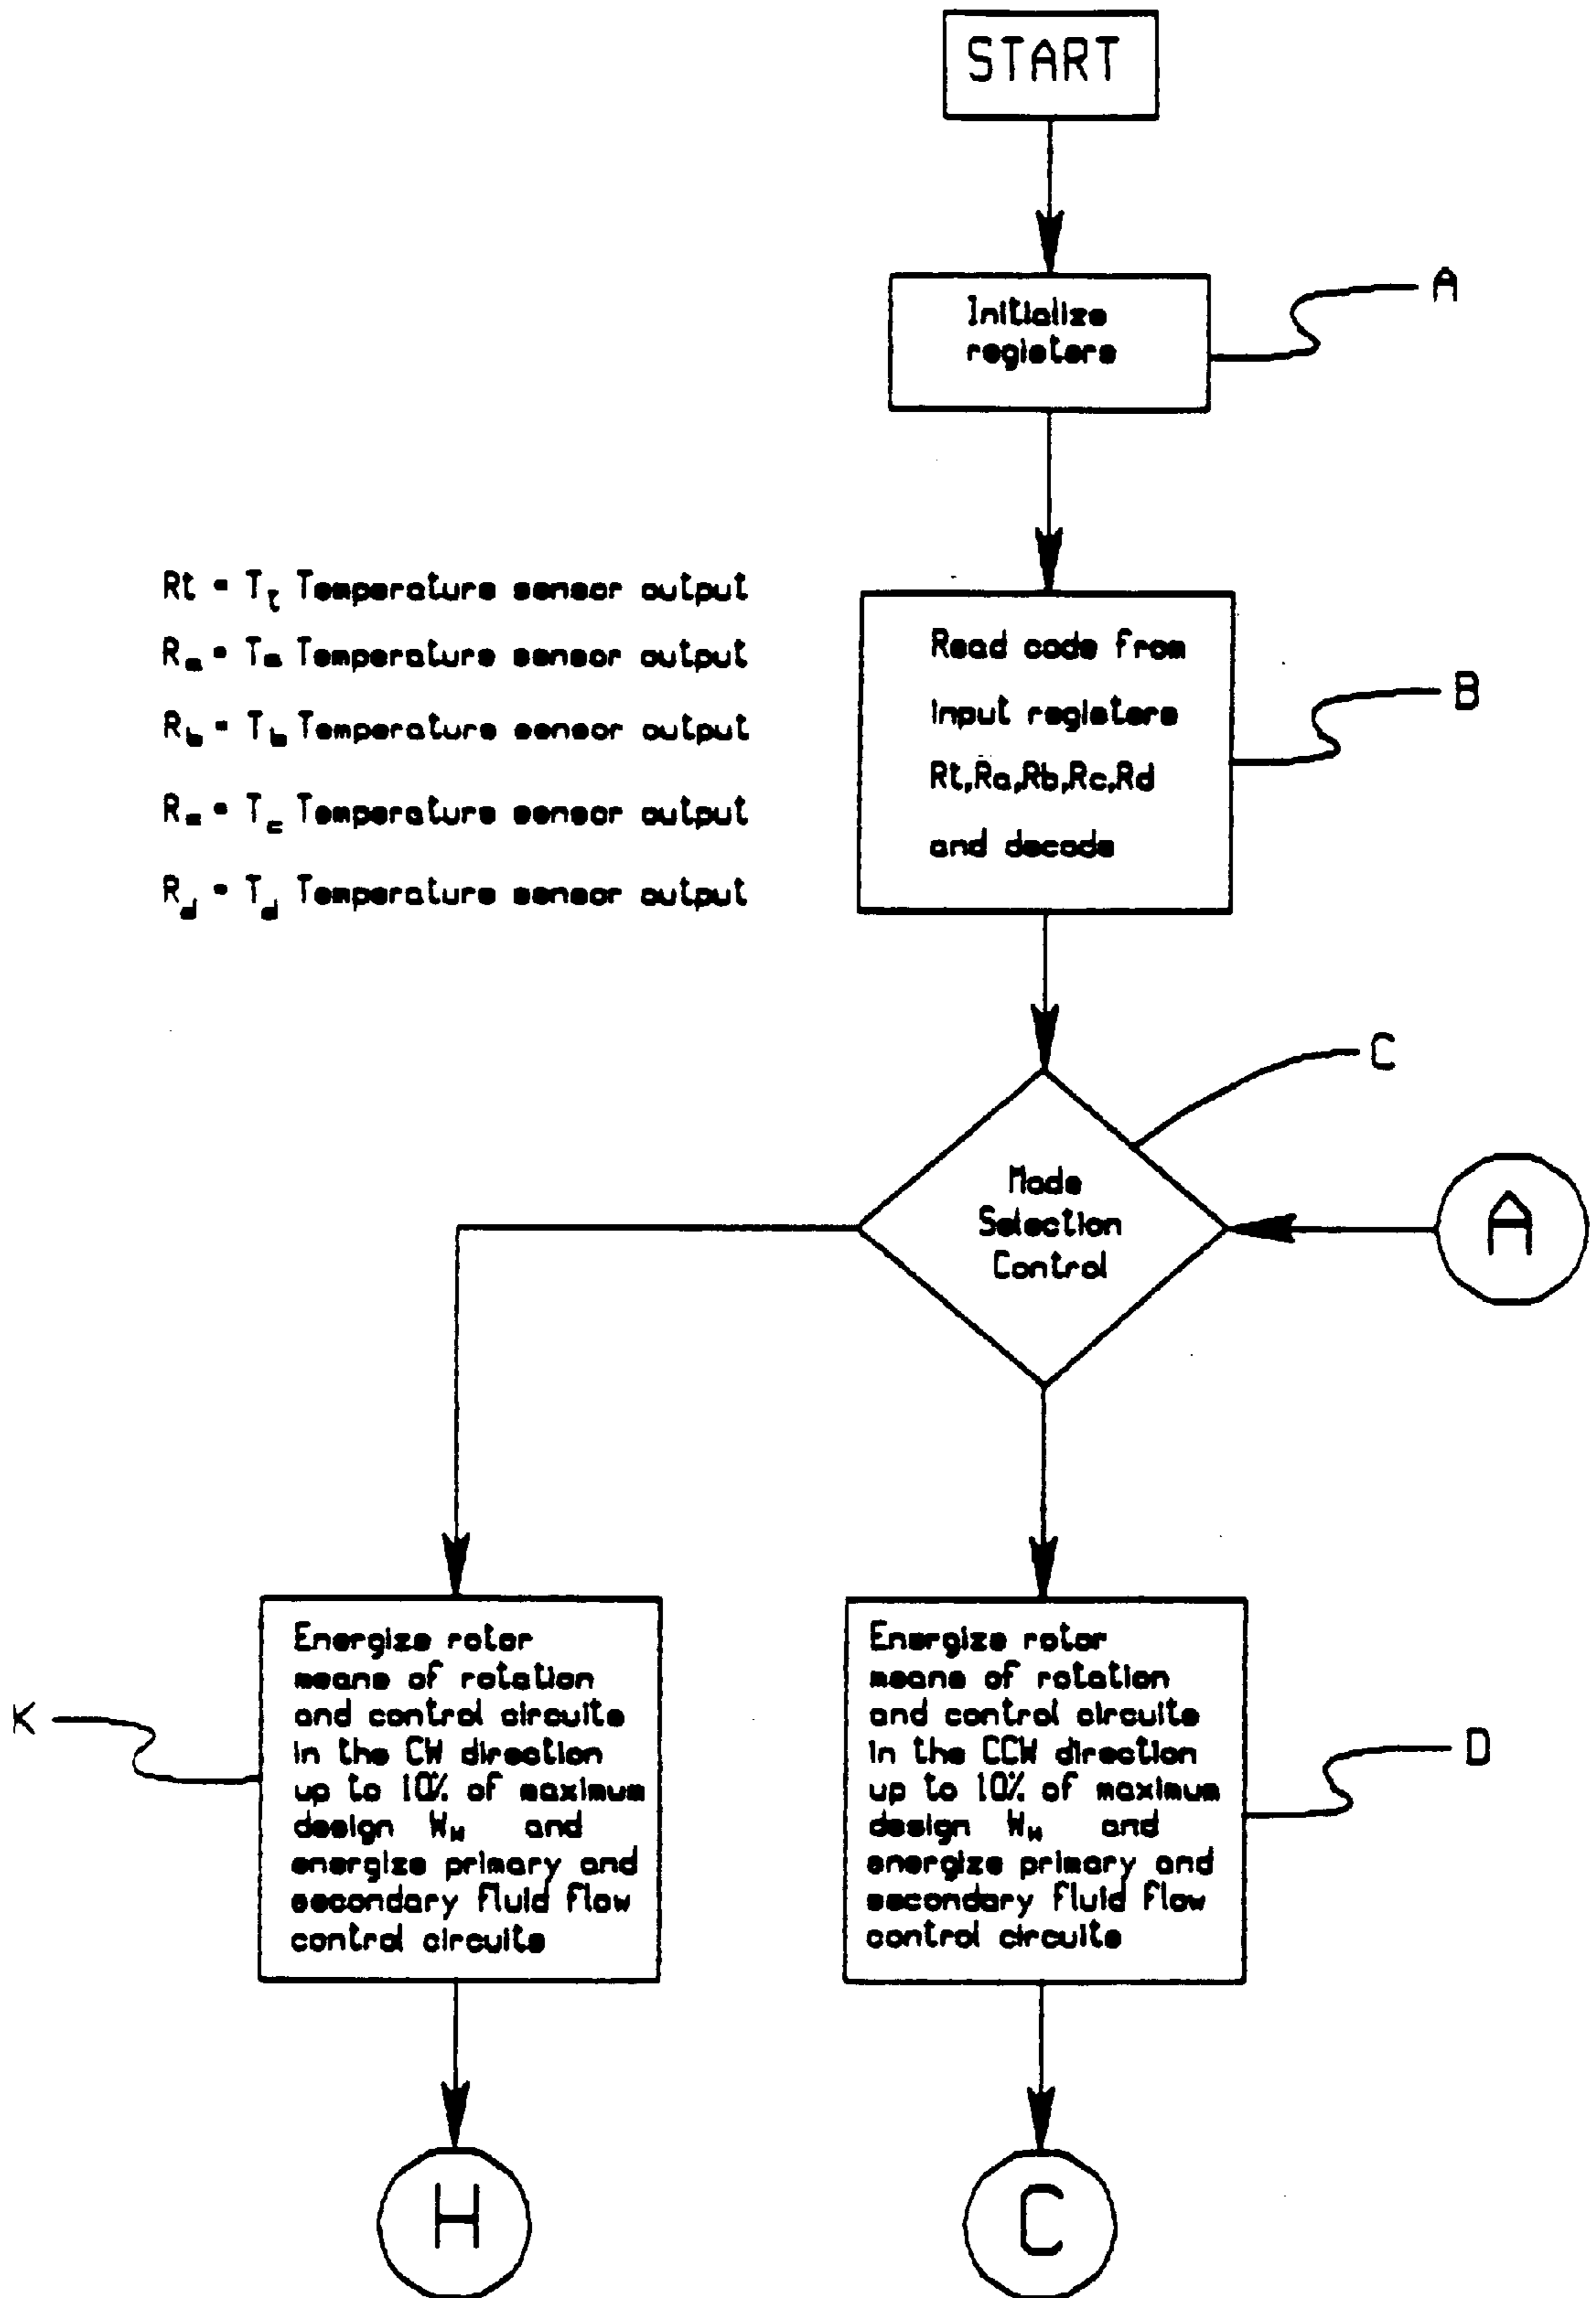 START
Initialize
registers
A
Rt = Tt Temperature sensor output
Ra = Ta Temperature sensor output
Rb = Tb Temperature sensor output
Rc = Tc Temperature sensor output
Rd = Td Temperature sensor output
Read code from
input registers
Rt,Ra,Rb,Rc,Rd
and decode
B
C
Mode
Selection
Control
A
K
Energize rotor
means of rotation
and control circuits
in the CW direction
up to 10% of maximum
design WM and
energize primary and
secondary fluid flow
control circuits
Energize rotor
means of rotation
and control circuits
in the CCW direction
up to 10% of maximum
design WM and
energize primary and
secondary fluid flow
control circuits
D
H
C